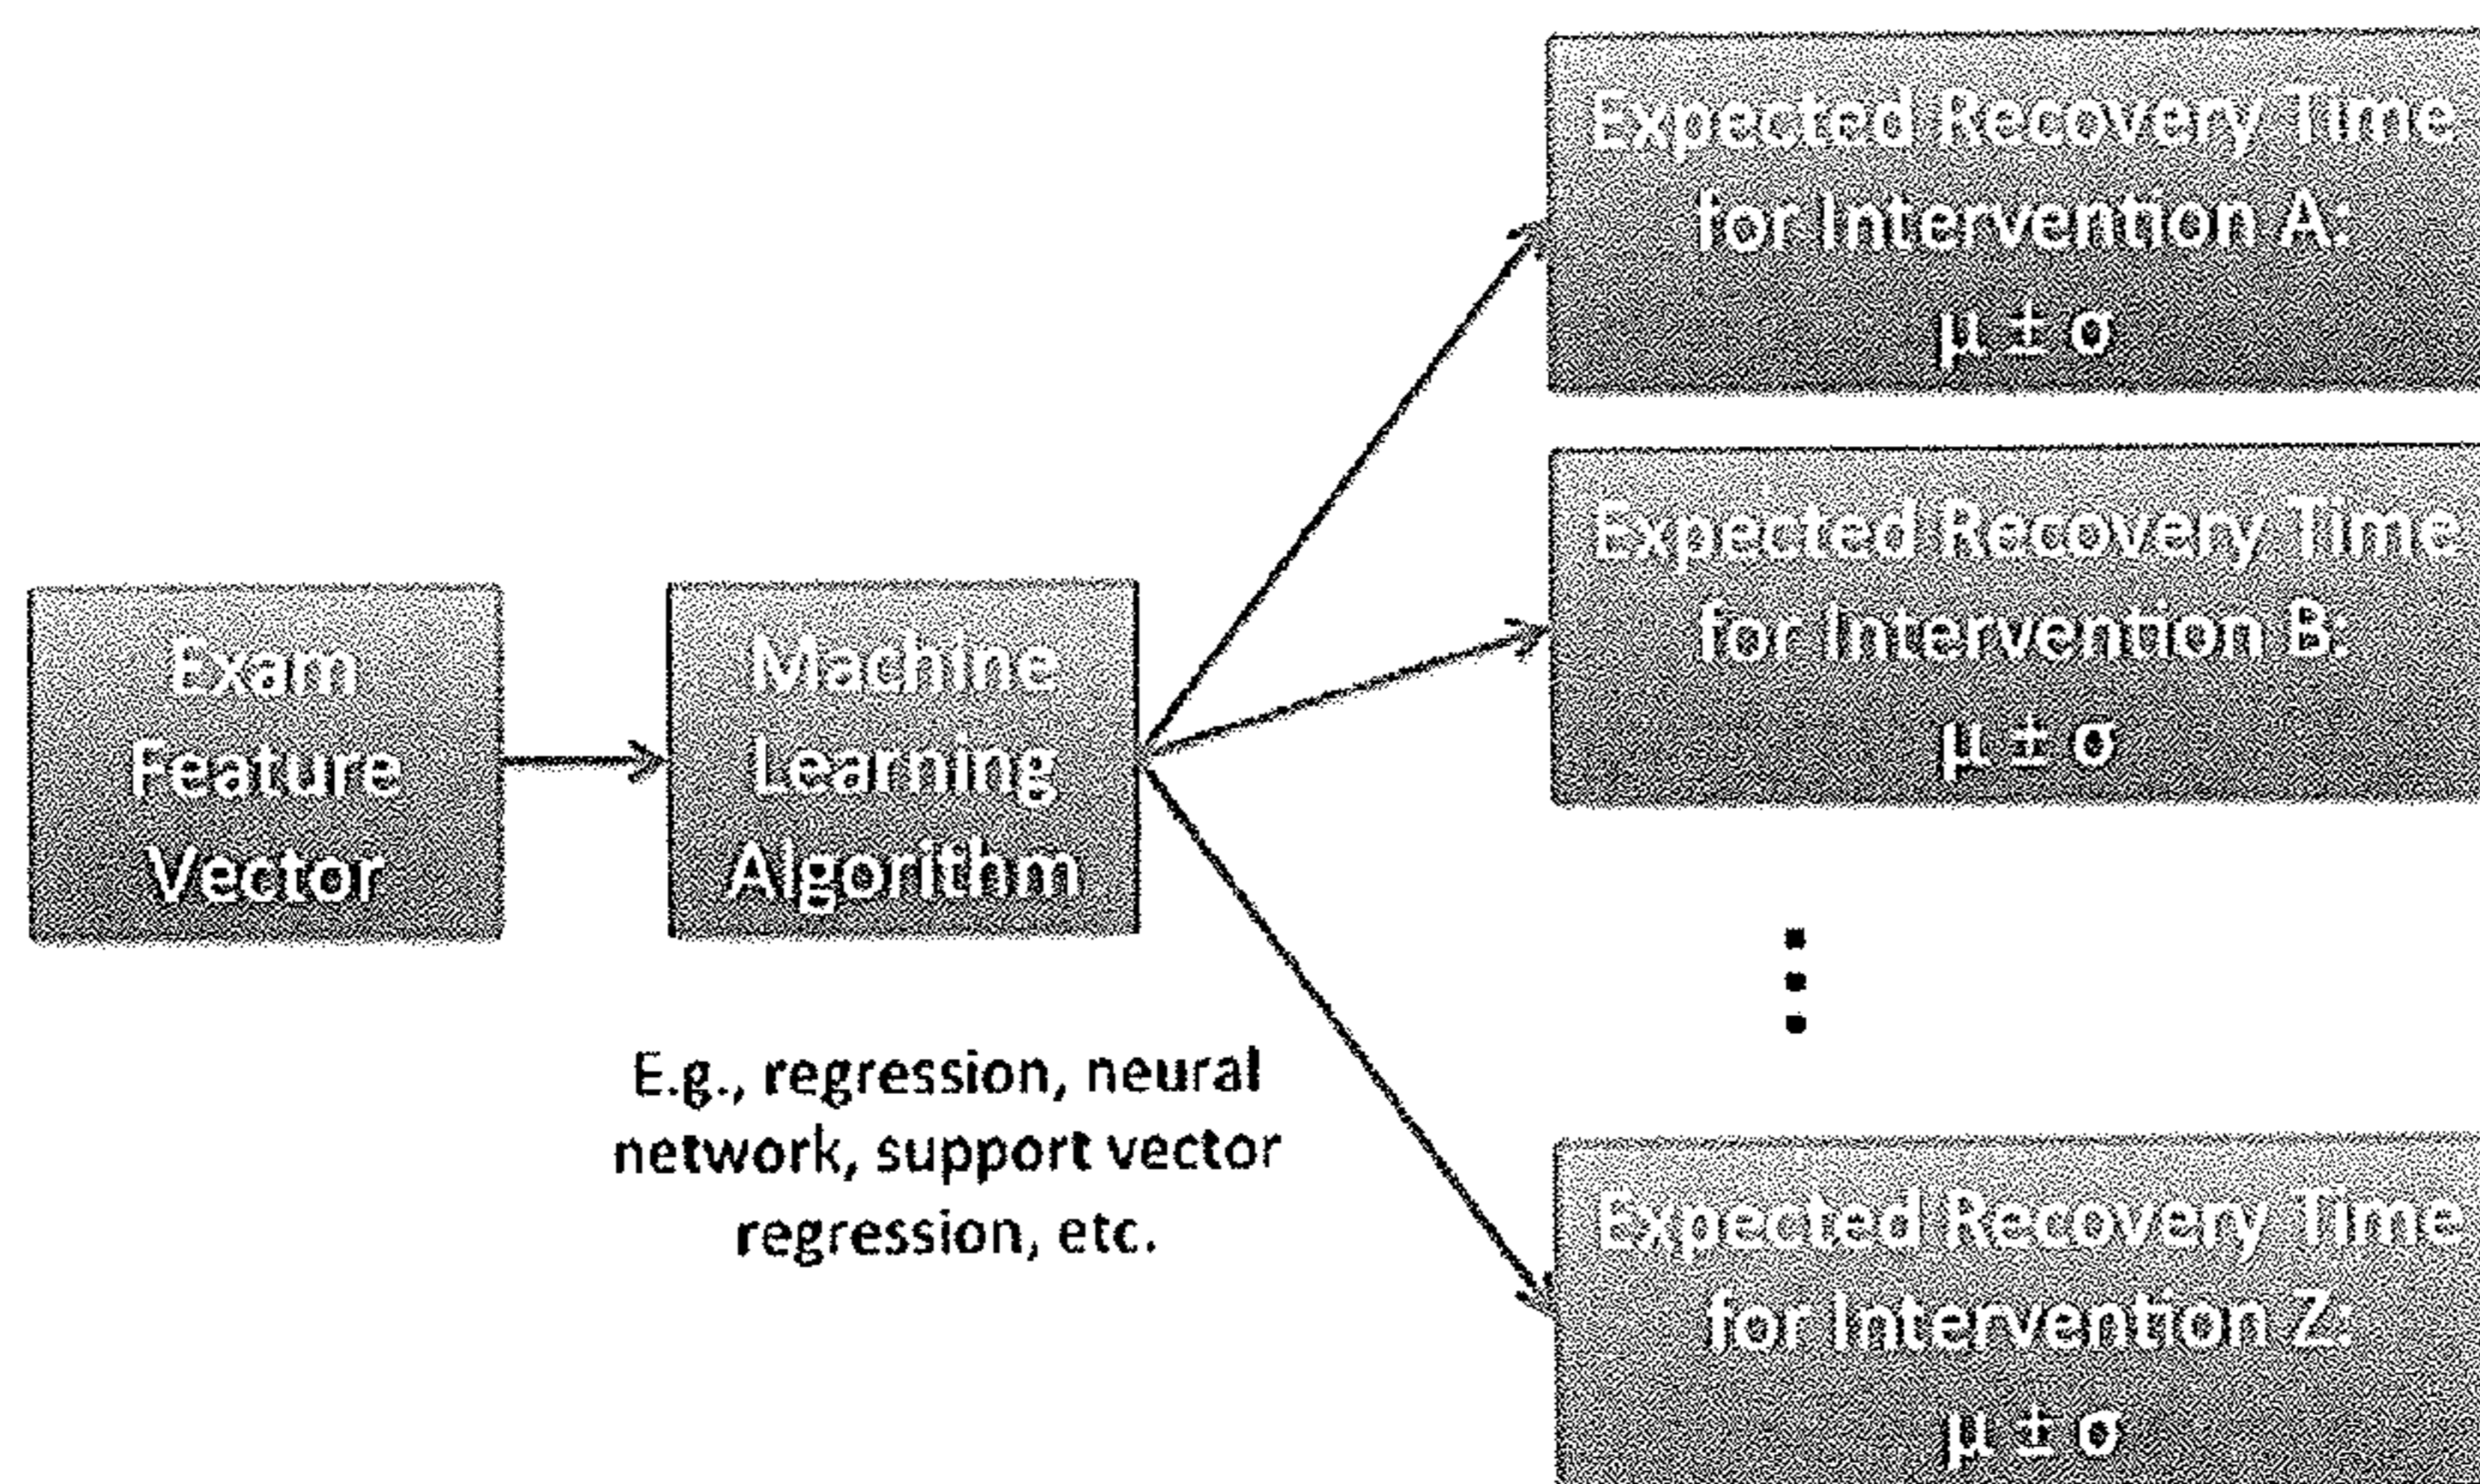 Expected Recovery Time
for Intervention A:
μ ± σ
Expected Recovery Time
for Intervention B:
μ ± σ
Exam
Feature
Vector
Machine
Learning
Algorithm
E.g., regression, neural
network, support vector
regression, etc.
Expected Recovery Time
for Intervention Z:
μ ± σ